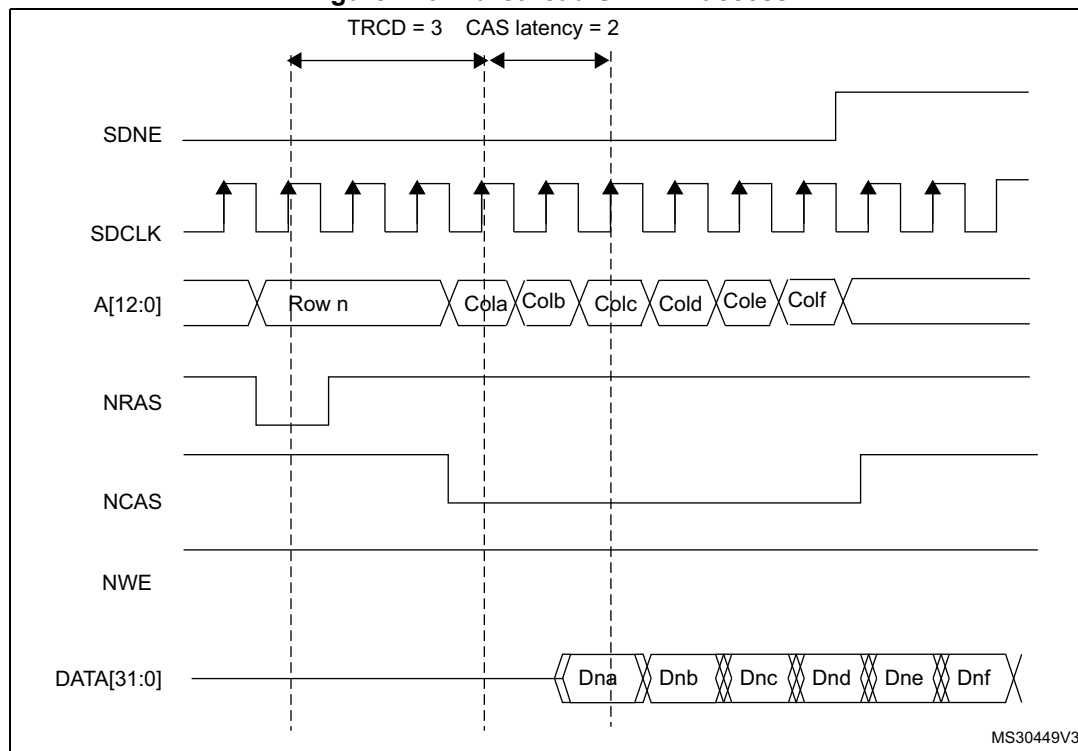 TRCD = 3 CAS latency = 2
SDNE
SDCLK
A[12:0] Row n Cola Colb Colc Cold Cole Colf
NRAS
NCAS
NWE
DATA[31:0] Dna Dnb Dnc Dnd Dne Dnf
MS30449V3